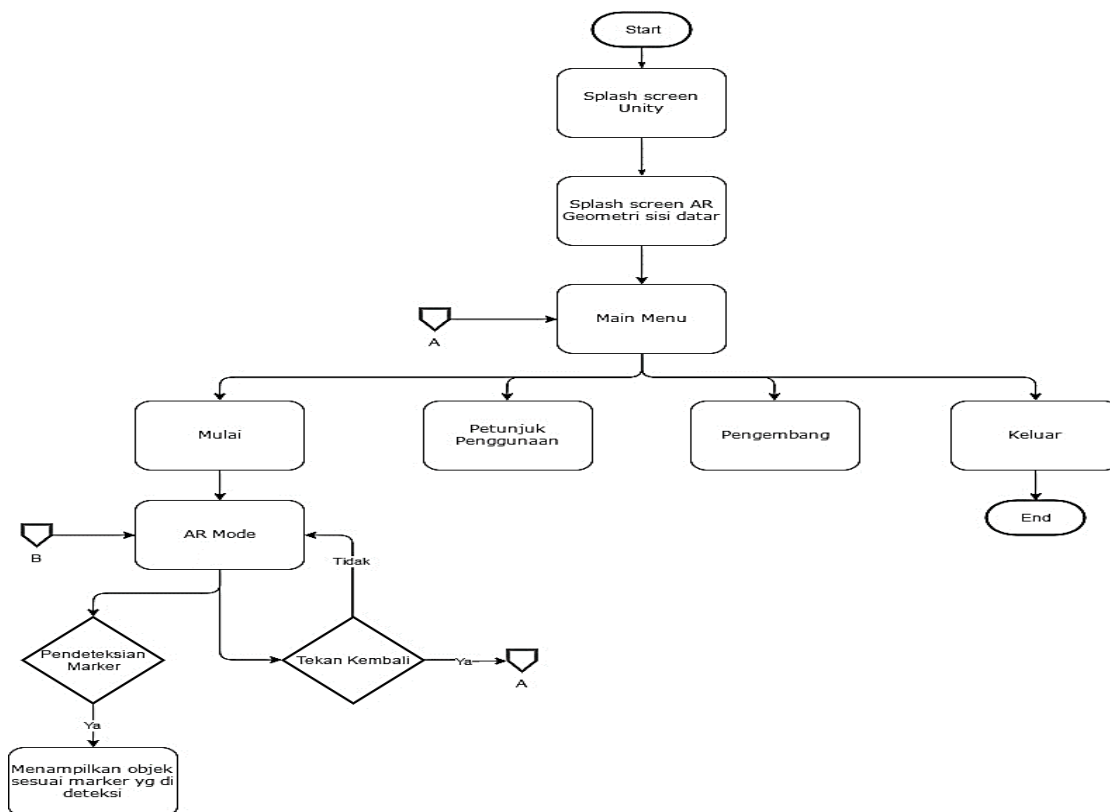 Start
Splash screen
Unity
Splash screen AR
Geometri sisi datar
Main Menu
A
Mulai
Petunjuk
Penggunaan
Pengembang
Keluar
AR Mode
B
End
Tidak
Pendeteksian
Marker
Tekan Kembali
Ya
A
Ya
Menampilkan objek
sesuai marker yg di
deteksi